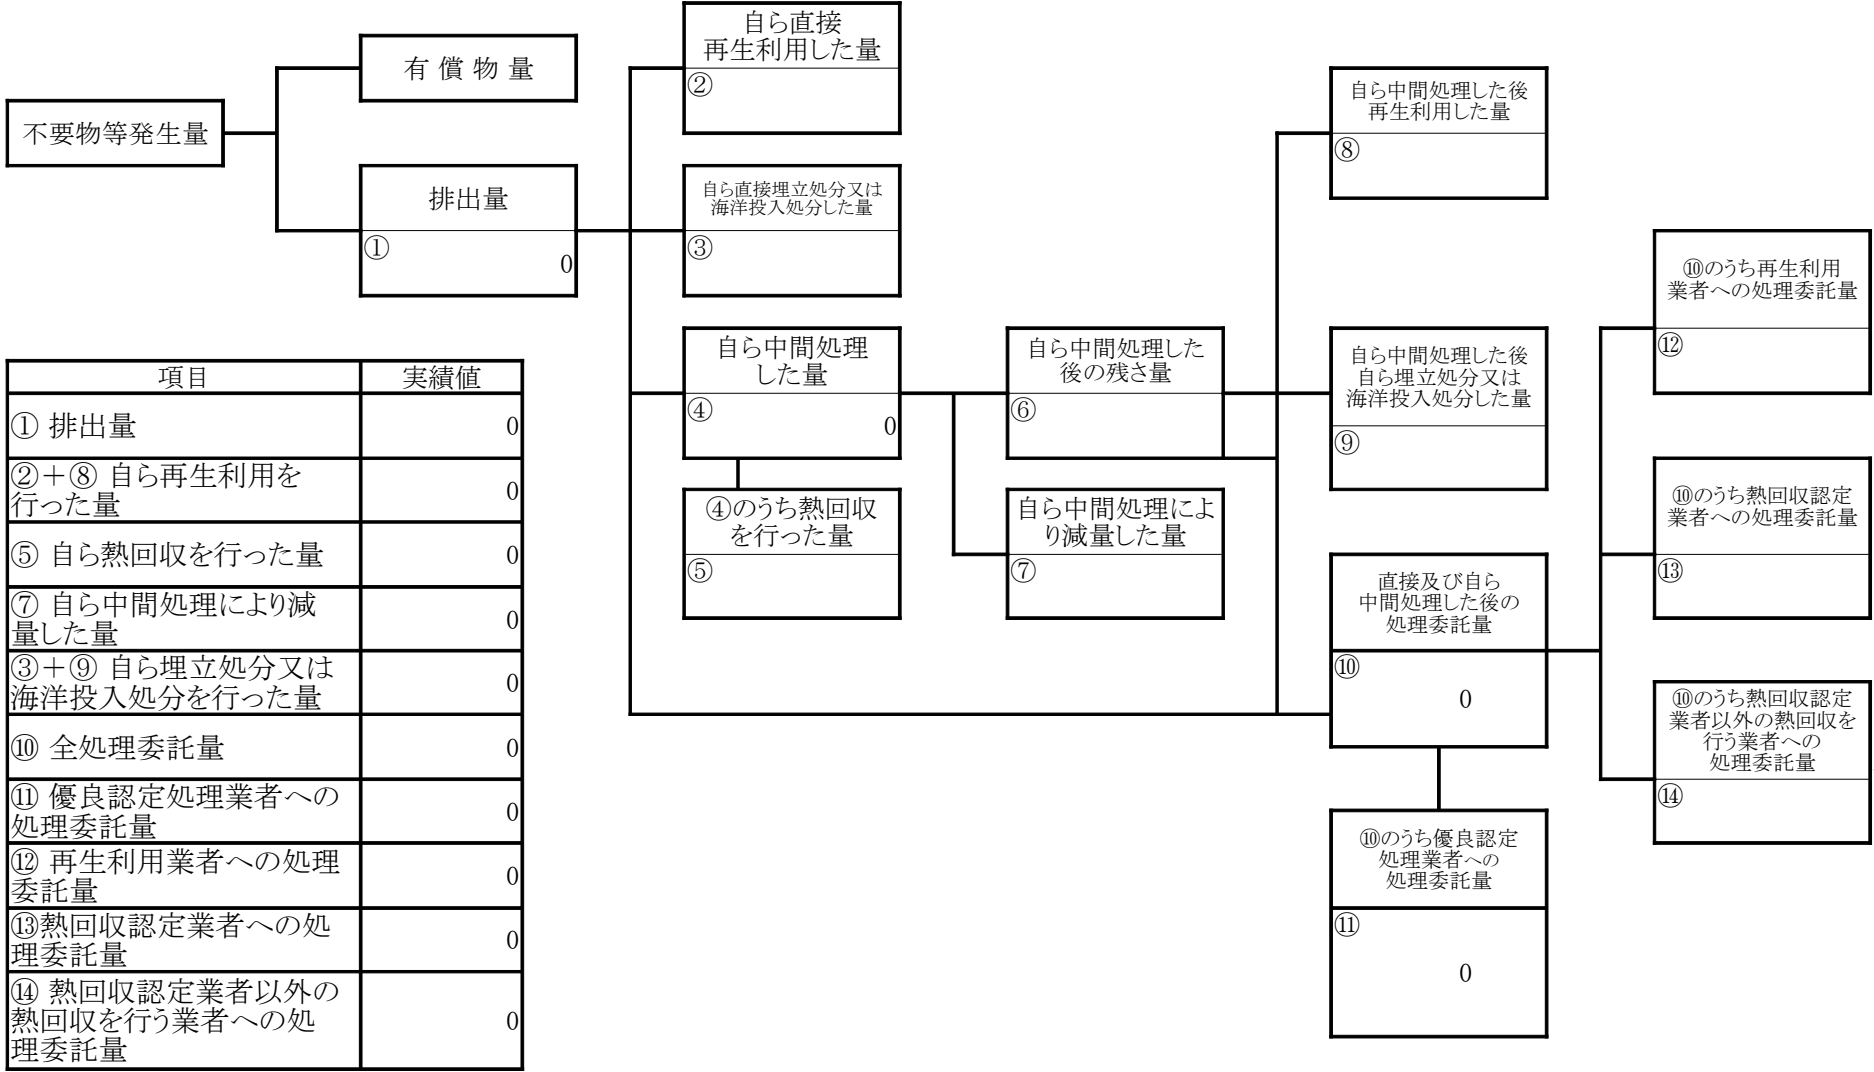 不要物等発生量
有 償 物 量
排出量
①
0
自ら直接
再生利用した量
②
自ら直接埋立処分又は
海洋投入処分した量
③
自ら中間処理
した量
④
0
④のうち熱回収
を行った量
⑤
自ら中間処理した
後の残さ量
⑥
自ら中間処理によ
り減量した量
⑦
自ら中間処理した後
再生利用した量
⑧
自ら中間処理した後
自ら埋立処分又は
海洋投入処分した量
⑨
直接及び自ら
中間処理した後の
処理委託量
⑩
0
⑩のうち優良認定
処理業者への
処理委託量
⑪
0
⑩のうち再生利用
業者への処理委託量
⑫
⑩のうち熱回収認定
業者への処理委託量
⑬
⑩のうち熱回収認定
業者以外の熱回収を
行う業者への
処理委託量
⑭
項目 実績値
① 排出量 0
②＋⑧ 自ら再生利用を
行った量 0
⑤ 自ら熱回収を行った量 0
⑦ 自ら中間処理により減
量した量 0
③＋⑨ 自ら埋立処分又は
海洋投入処分を行った量 0
⑩ 全処理委託量 0
⑪ 優良認定処理業者への
処理委託量 0
⑫ 再生利用業者への処理
委託量 0
⑬熱回収認定業者への処
理委託量 0
⑭ 熱回収認定業者以外の
熱回収を行う業者への処
理委託量 0